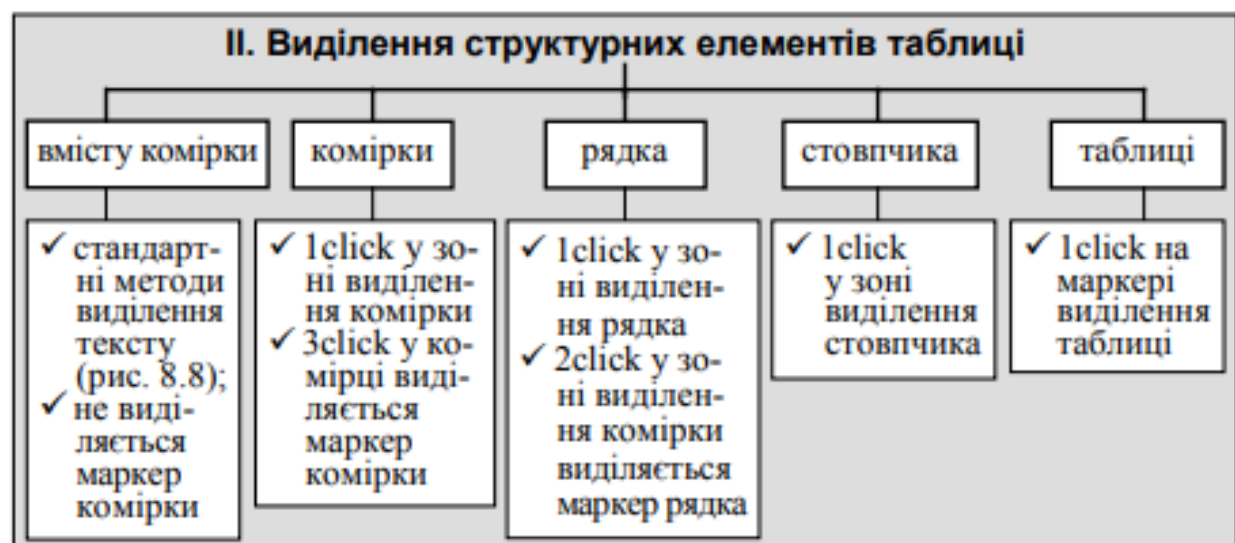 II. Виділення структурних елементів таблиці
вмісту комірки
комірки
рядка
стовпчика
таблиці
✓ стандарт-
ні методи
виділення
тексту
(рис. 8.8);
✓ не виді-
ляється
маркер
комірки
✓ 1click у зо-
ні виділен-
ня комірки
✓ 3click у ко-
мірці виді-
ляється
маркер
комірки
✓ 1click у зо-
ні виділен-
ня рядка
✓ 2click у зо-
ні виділен-
ня комірки
виділяється
маркер рядка
✓ 1click
у зоні
виділення
стовпчика
✓ 1click на
маркері
виділення
таблиці